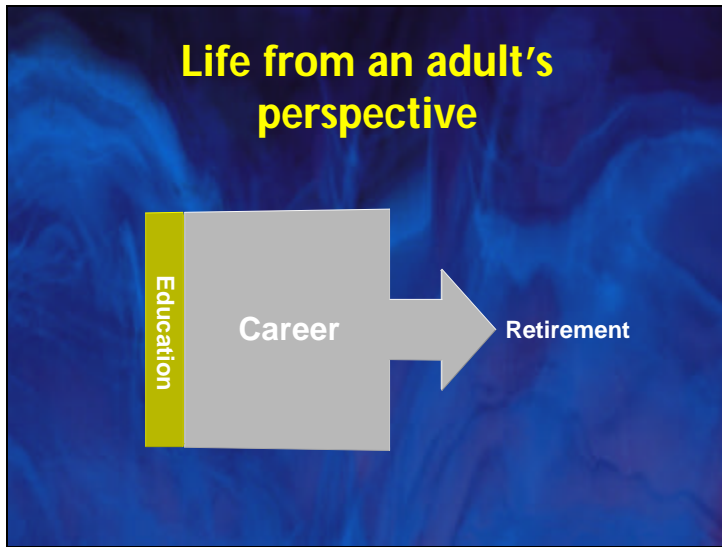 Life from an adult's
perspective
Education
Career
Retirement